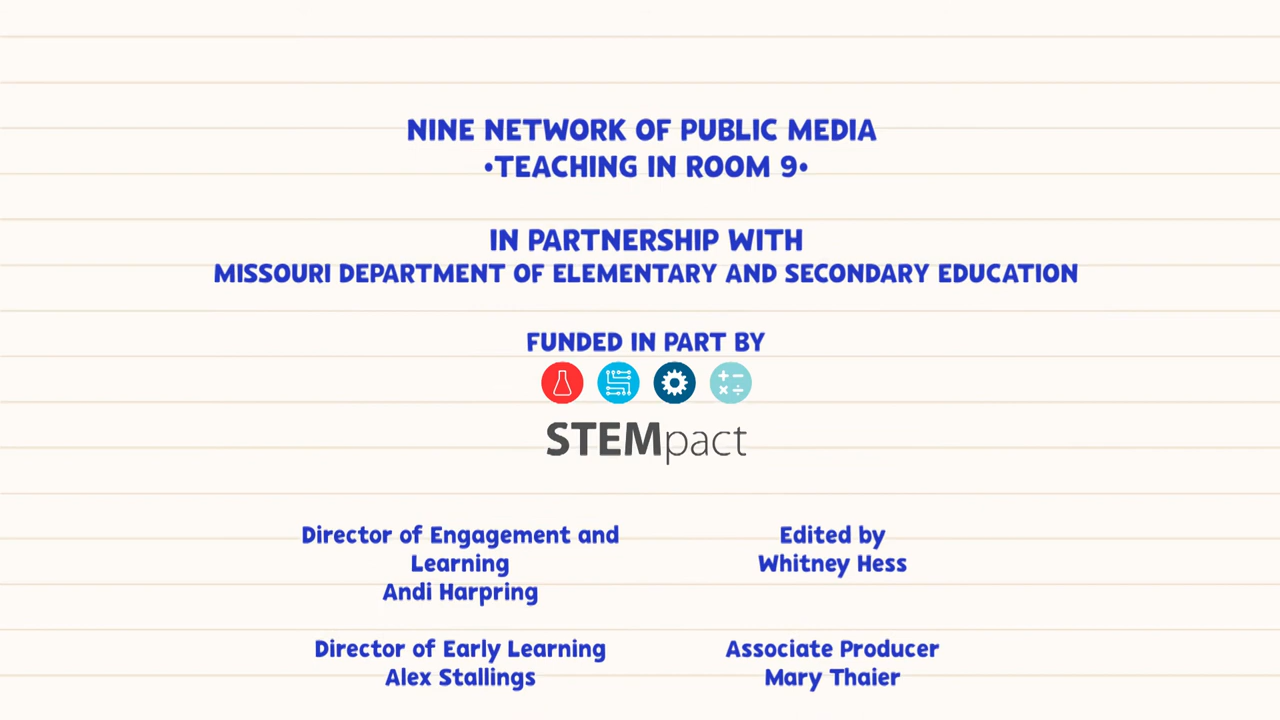 NINE NETWORK OF PUBLIC MEDIA
•TEACHING IN ROOM 9•
IN PARTNERSHIP WITH
MISSOURI DEPARTMENT OF ELEMENTARY AND SECONDARY EDUCATION
FUNDED IN PART BY
STEMpact
Director of Engagement and
Learning
Andi Harpring
Edited by
Whitney Hess
Director of Early Learning
Alex Stallings
Associate Producer
Mary Thaier